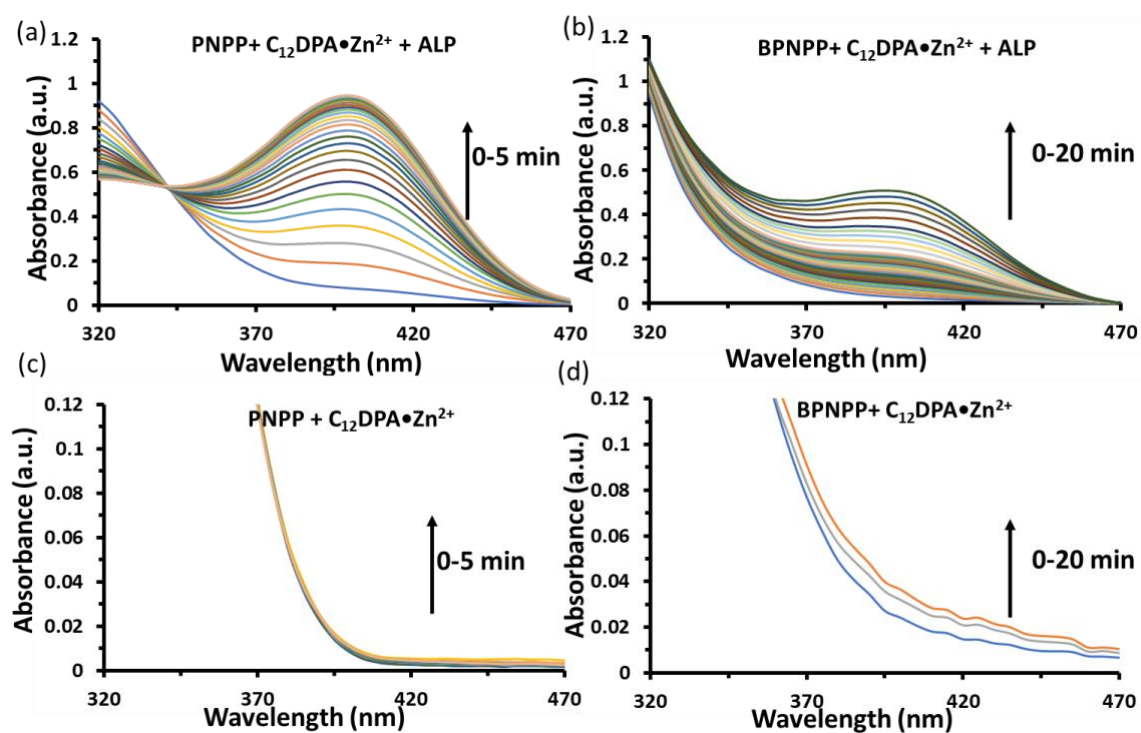 (a)
PNPP+ C₁₂DPA•Zn²⁺ + ALP
1.2
1
0.8
0.6
0.4
0.2
0
Absorbance (a.u.)
0-5 min
320 370 420 470
Wavelength (nm)
(b)
BPNPP+ C₁₂DPA•Zn²⁺ + ALP
1.2
1
0.8
0.6
0.4
0.2
0
Absorbance (a.u.)
0-20 min
320 370 420 470
Wavelength (nm)
(c)
PNPP + C₁₂DPA•Zn²⁺
0.12
0.1
0.08
0.06
0.04
0.02
0
Absorbance (a.u.)
0-5 min
320 370 420 470
Wavelength (nm)
(d)
BPNPP+ C₁₂DPA•Zn²⁺
0.12
0.1
0.08
0.06
0.04
0.02
0
Absorbance (a.u.)
0-20 min
320 370 420 470
Wavelength (nm)